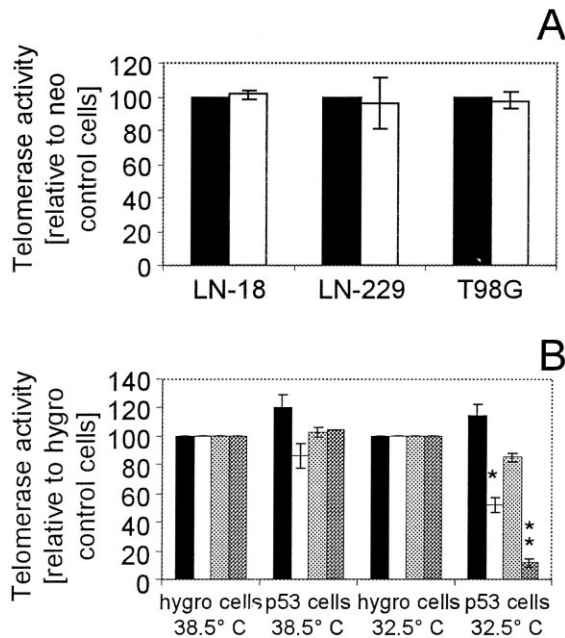 A
Telomerase activity
[relative to neo
control cells]
120
100
80
60
40
20
0
LN-18 LN-229 T98G
B
Telomerase activity
[relative to hygro
control cells]
140
120
100
80
60
40
20
0
*
*
*
hygro cells p53 cells hygro cells p53 cells
38.5° C 38.5° C 32.5° C 32.5° C